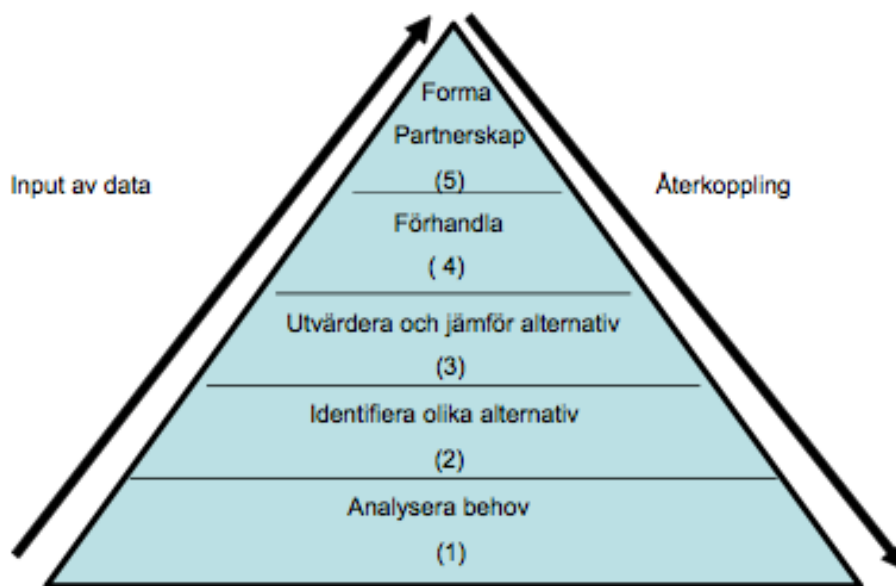 Forma
Partnerskap
(5)
Input av data
Återkoppling
Förhandla
( 4)
Utvärdera och jämför alternativ
(3)
Identifiera olika alternativ
(2)
Analysera behov
(1)